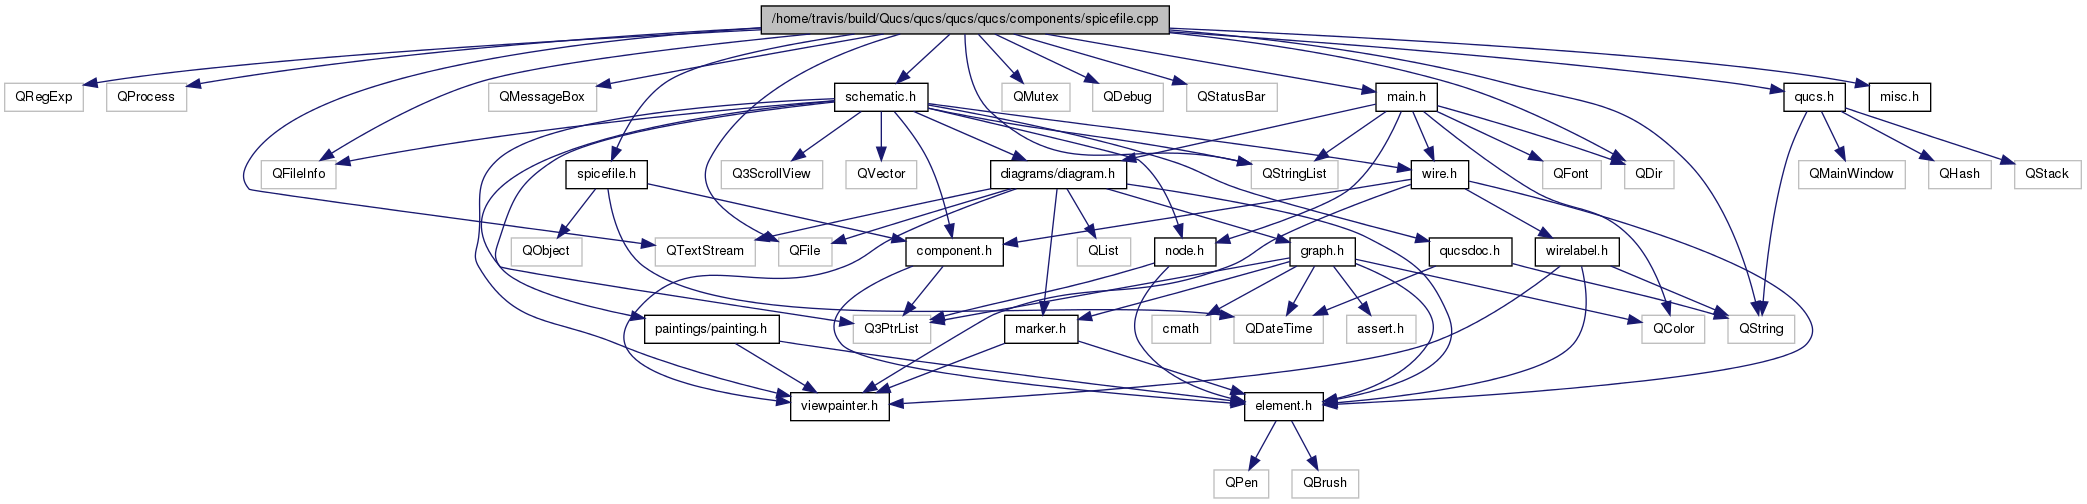 /home/travis/build/Qucs/qucs/qucs/qucs/components/spicefile.cpp
QRegExp
QProcess
QMessageBox
schematic.h
QMutex
QDebug
QStatusBar
main.h
qucs.h
misc.h
QFileInfo
spicefile.h
Q3ScrollView
QVector
diagrams/diagram.h
QStringList
wire.h
QFont
QDir
QMainWindow
QHash
QStack
QObject
QTextStream
QFile
component.h
QList
node.h
graph.h
qucsdoc.h
wirelabel.h
paintings/painting.h
Q3PtrList
marker.h
cmath
QDateTime
assert.h
QColor
QString
viewpainter.h
element.h
QPen
QBrush